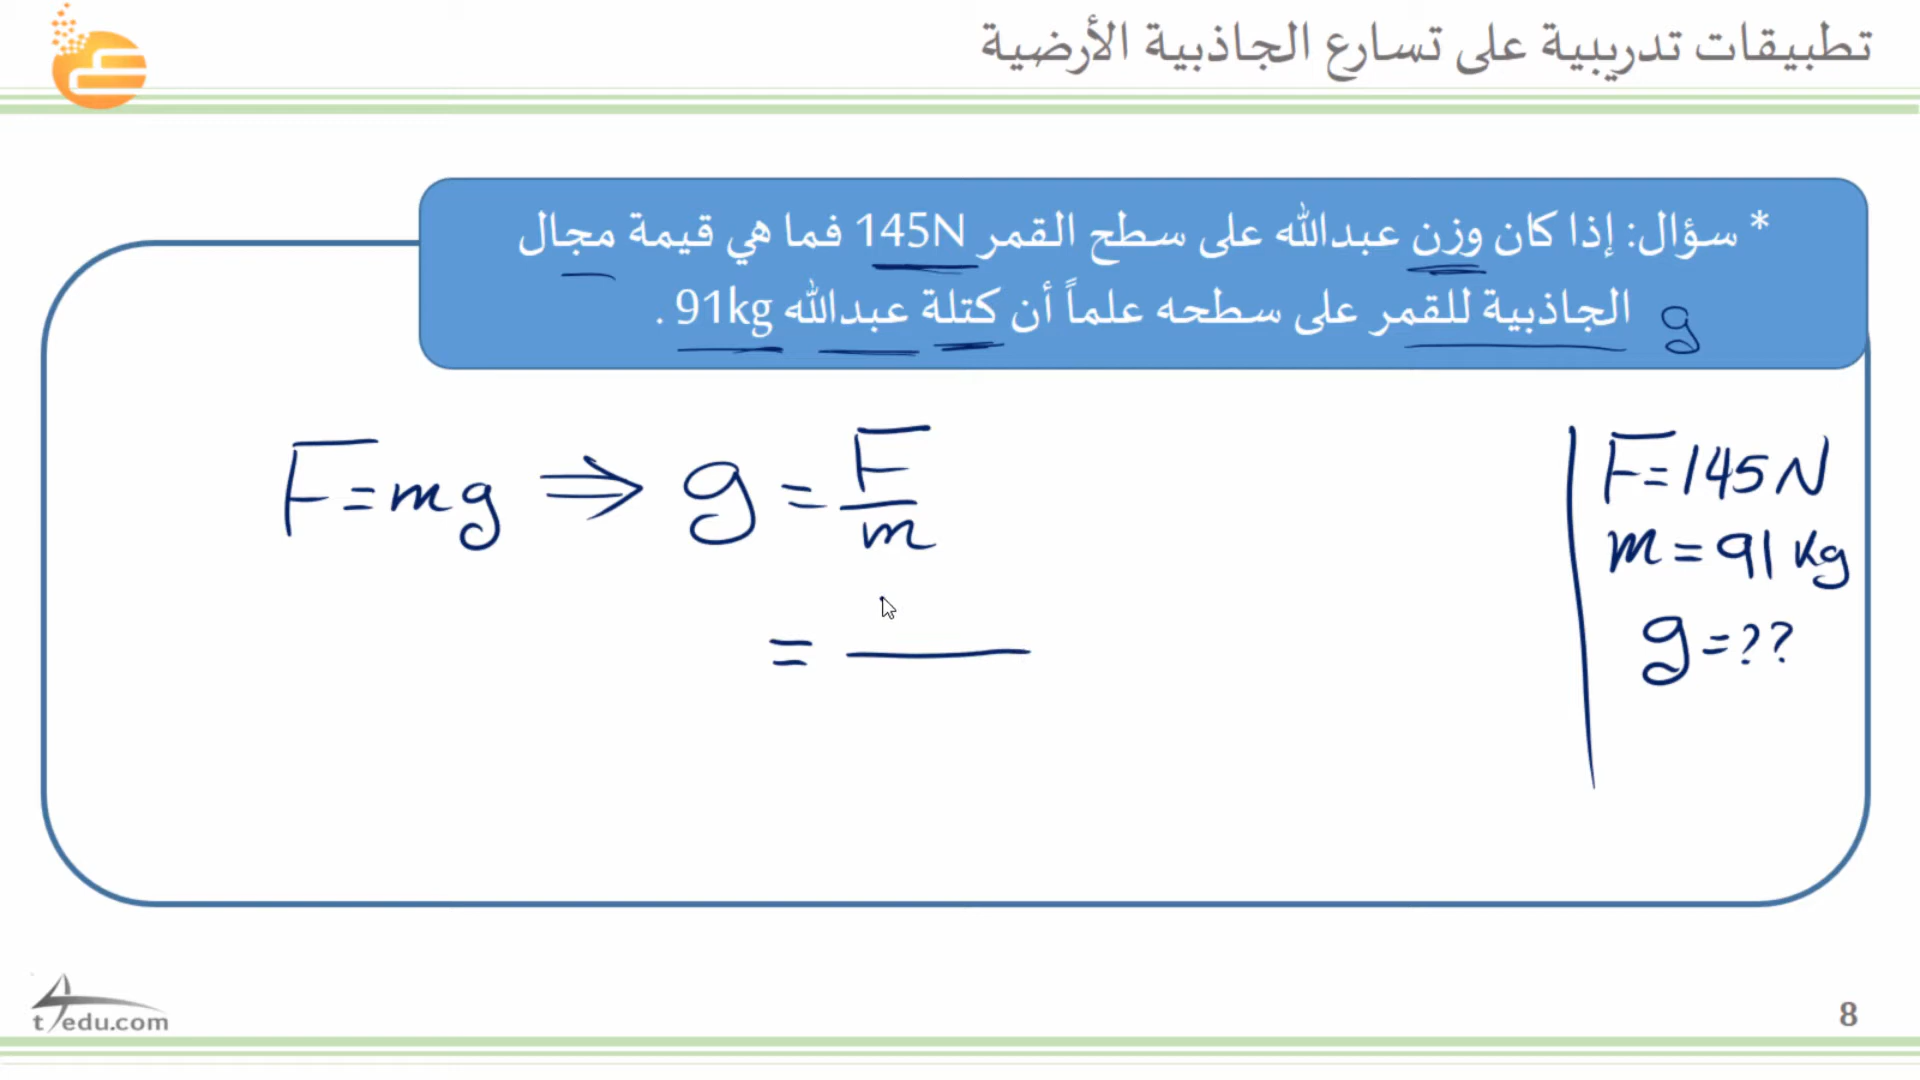 تطبيقات تدريبية على تسارع الجاذبية الأرضية
* سؤال: إذا كان وزن عبدالله على سطح القمر 145N فما هي قيمة مجال
الجاذبية للقمر على سطحه علماً أن كتلة عبدالله 91kg .
g
F=mg ⇒ g = F/m
=
F=145N
m = 91 kg
g=??
t4edu.com
8